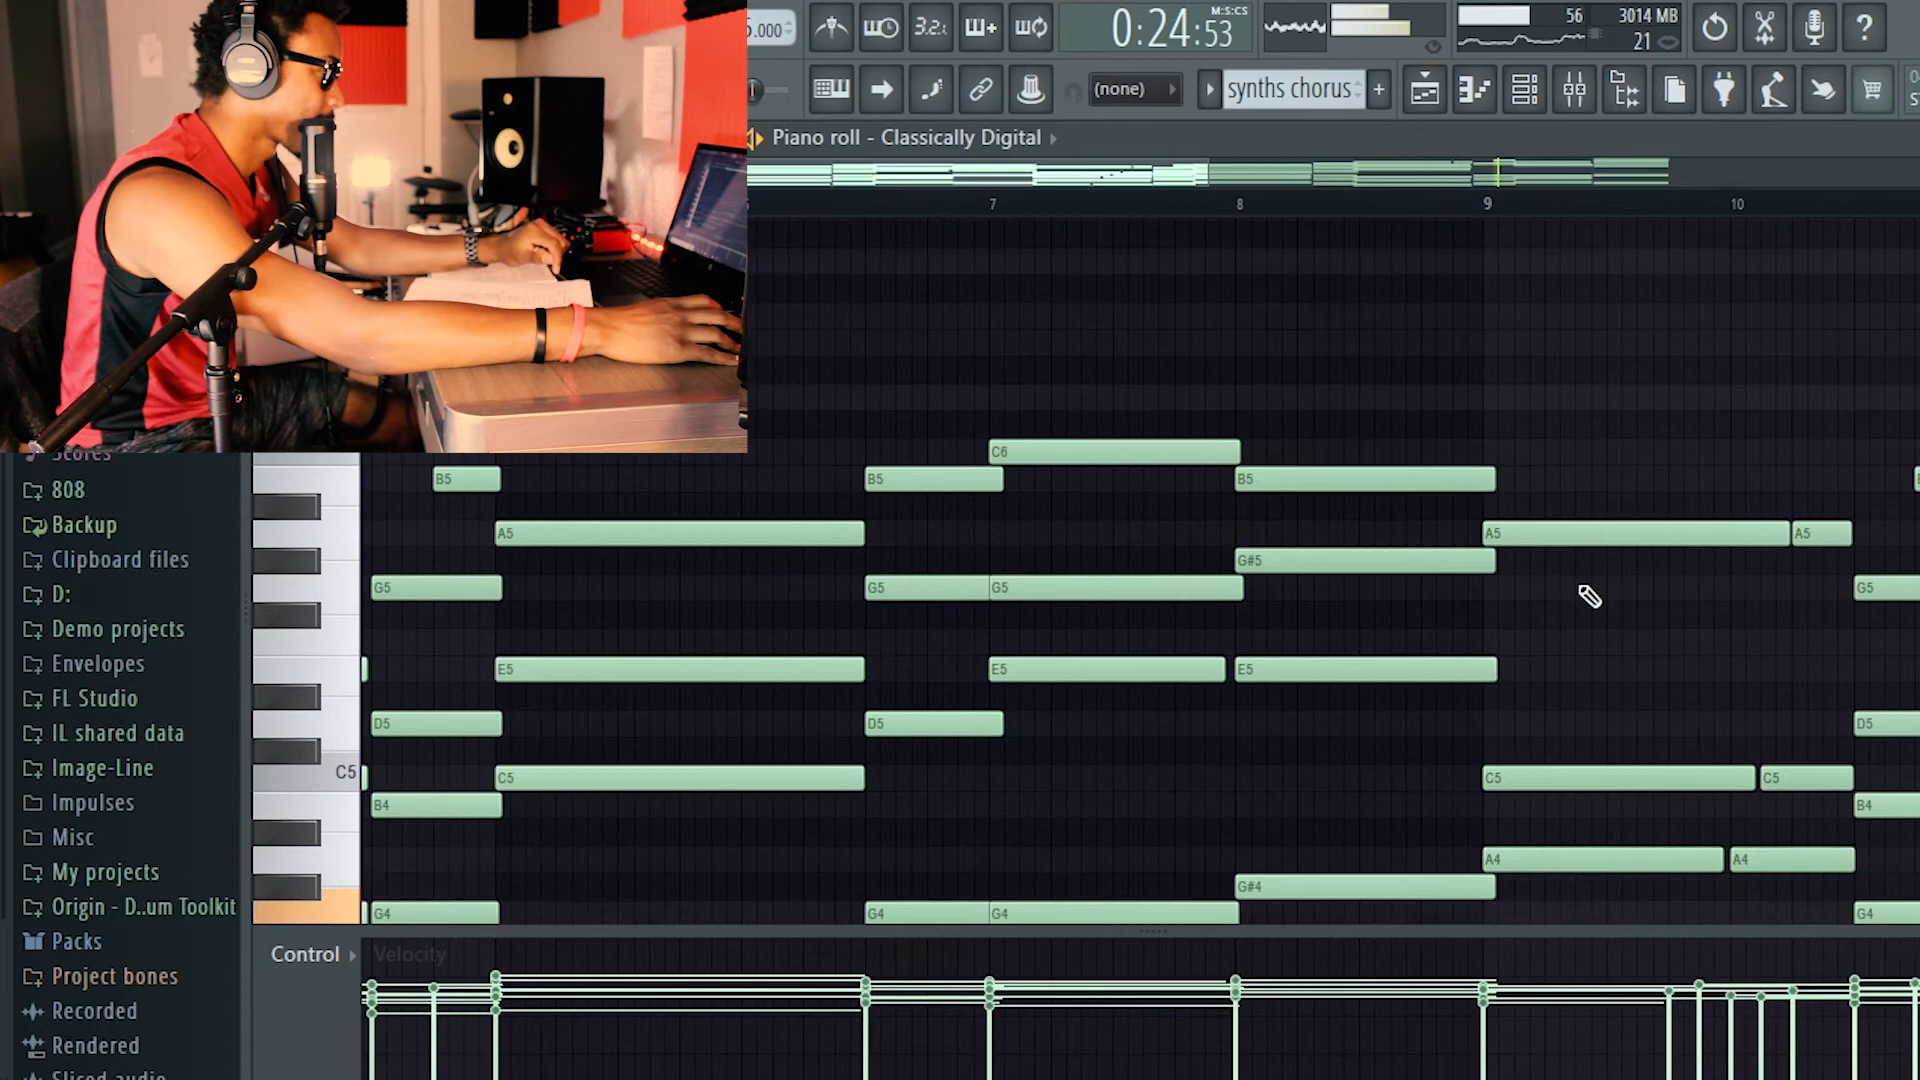 5.000
3.2.
0:24:53
M:S:CS
56
3014 MB
21
(none)
synths chorus
+
Piano roll - Classically Digital
7
8
9
10
Scores
808
Backup
Clipboard files
D:
Demo projects
Envelopes
FL Studio
IL shared data
Image-Line
Impulses
Misc
My projects
Origin - D..um Toolkit
Packs
Project bones
Recorded
Rendered
Sliced audio
C5
C6
B5 B5 B5
A5 A5 A5
G#5
G5 G5 G5 G5
E5 E5 E5
D5 D5 D5
C5 C5 C5
B4 B4
A4 A4
G#4
G4 G4 G4 G4
Control
Velocity